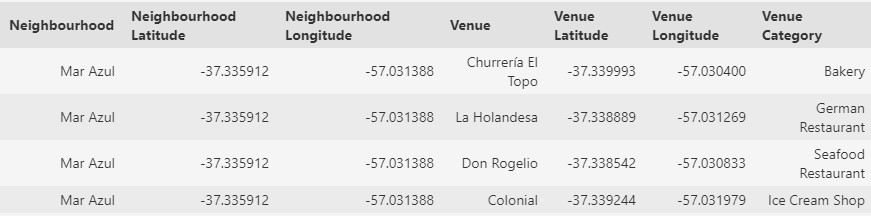 Neighbourhood Neighbourhood Latitude Neighbourhood Longitude Venue Venue Latitude Venue Longitude Venue Category
Mar Azul -37.335912 -57.031388 Churrería El Topo -37.339993 -57.030400 Bakery
Mar Azul -37.335912 -57.031388 La Holandesa -37.338889 -57.031269 German Restaurant
Mar Azul -37.335912 -57.031388 Don Rogelio -37.338542 -57.030833 Seafood Restaurant
Mar Azul -37.335912 -57.031388 Colonial -37.339244 -57.031979 Ice Cream Shop